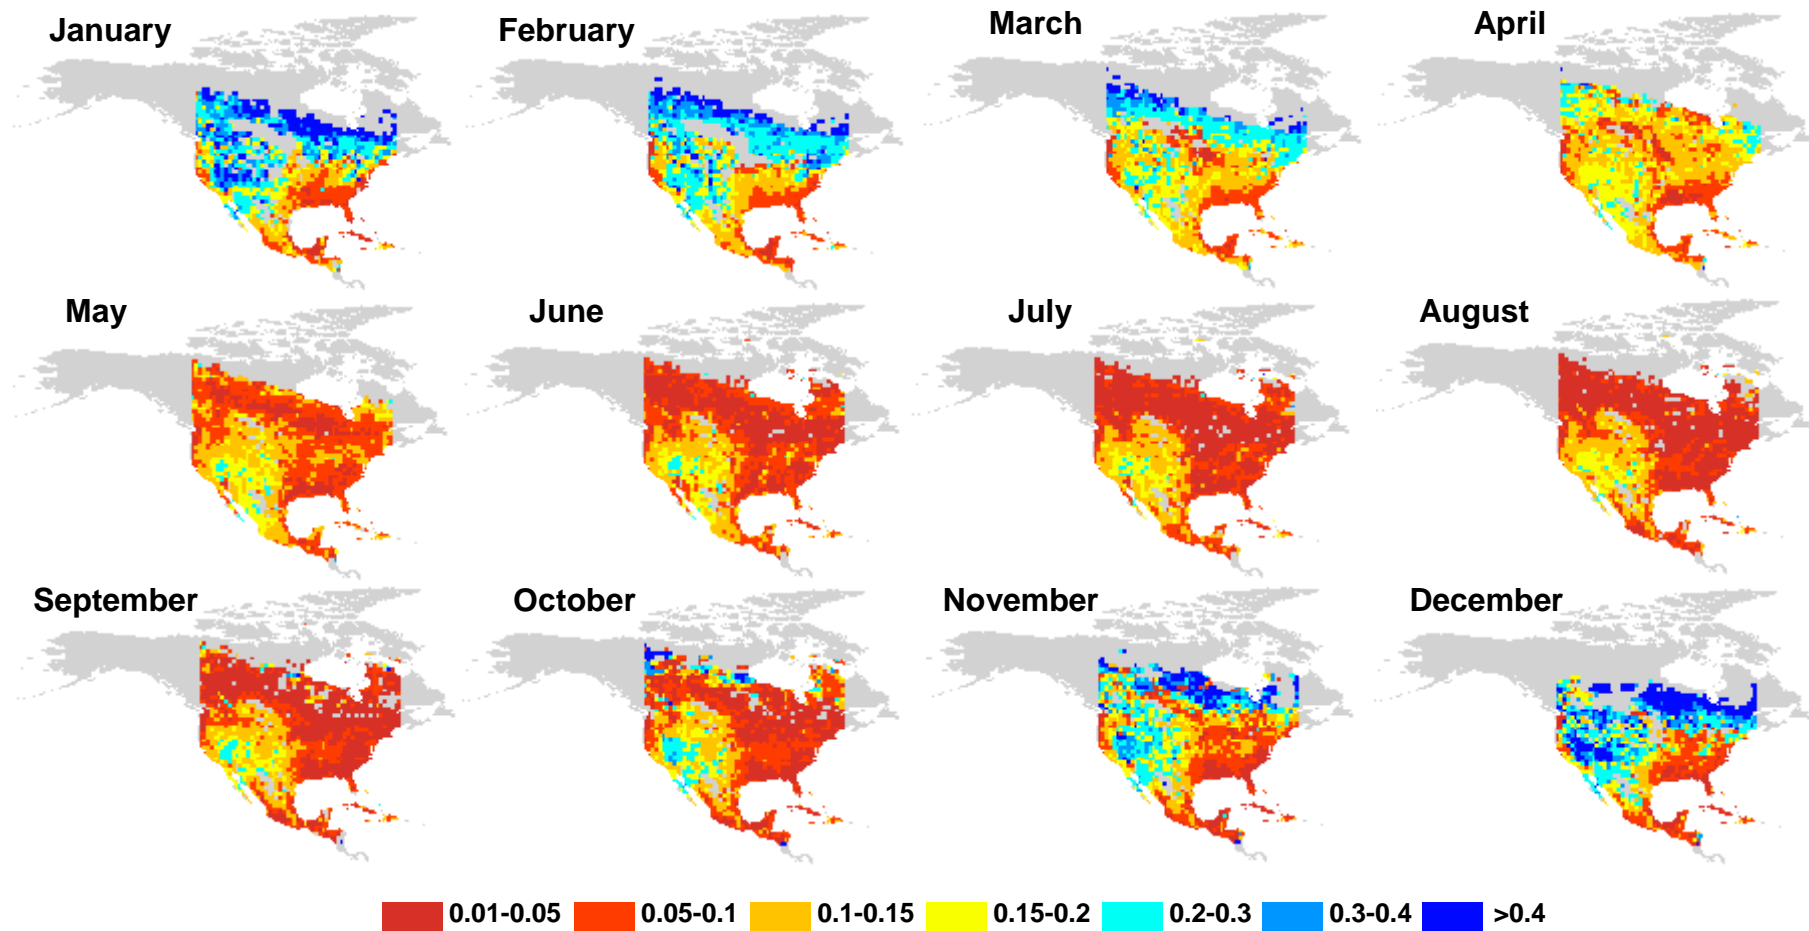 January
February
March
April
May
June
July
August
September
October
November
December
0.01-0.05
0.05-0.1
0.1-0.15
0.15-0.2
0.2-0.3
0.3-0.4
>0.4